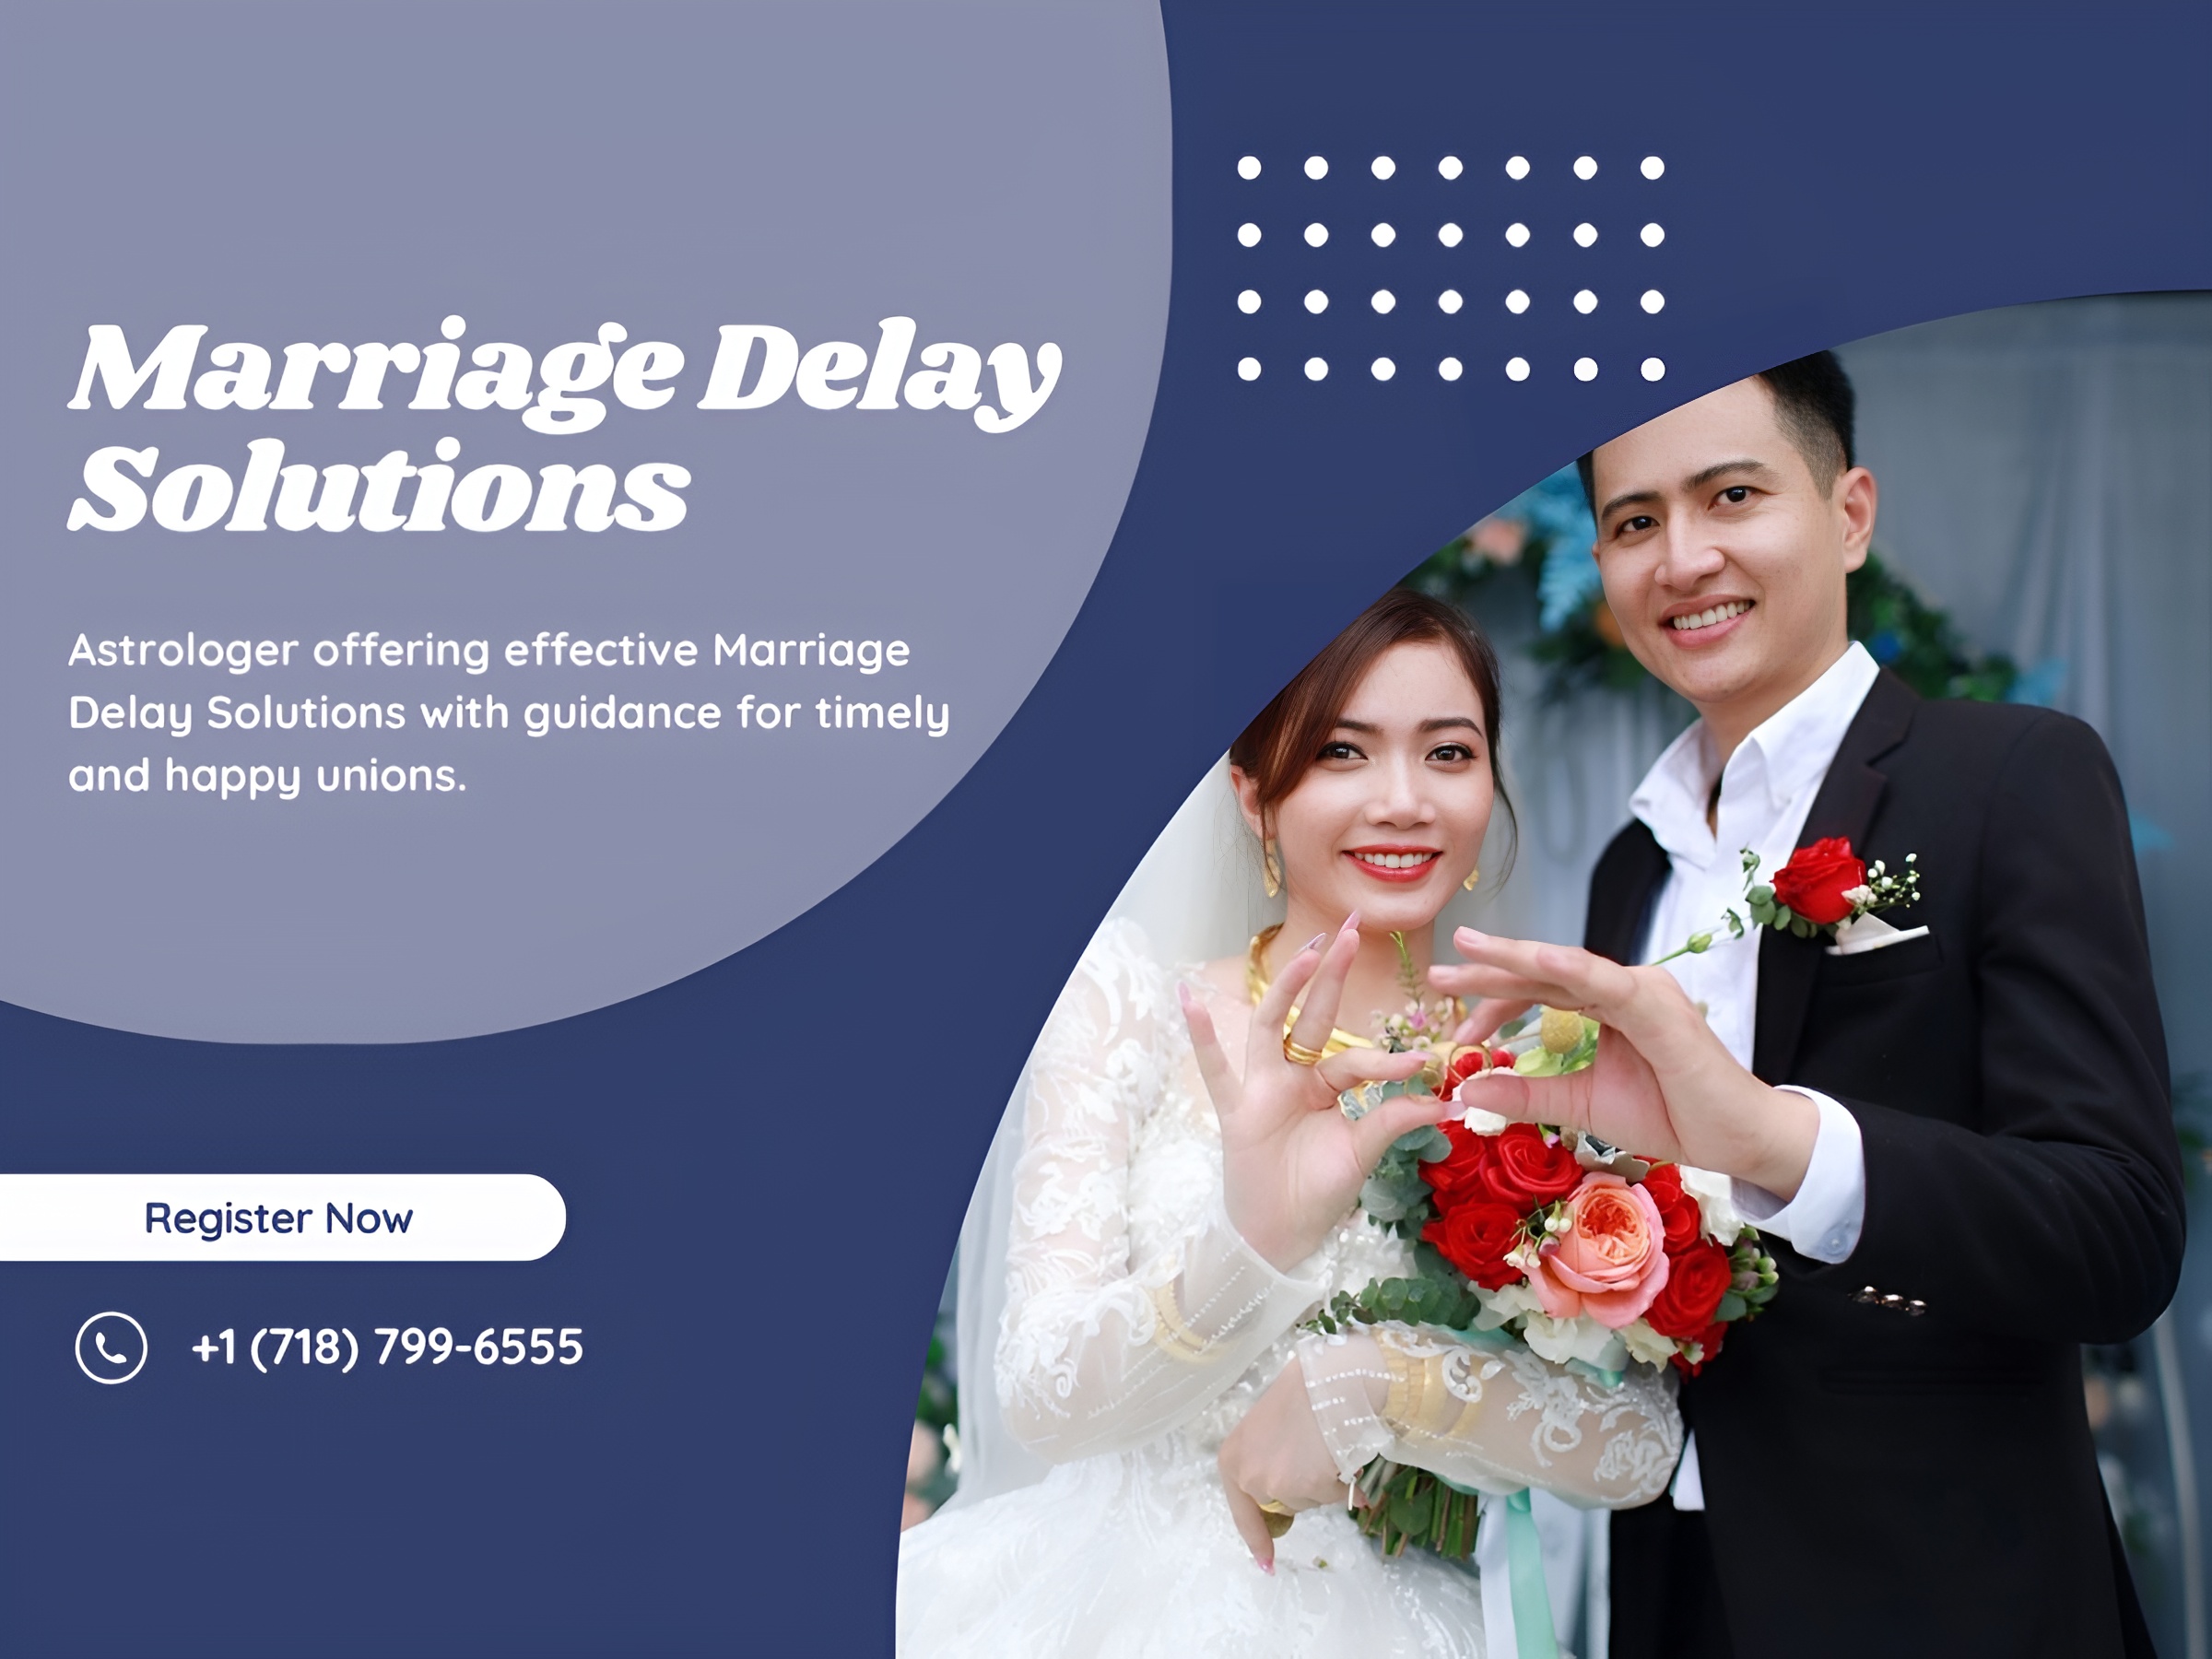 Marriage Delay
Solutions
Astrologer offering effective Marriage
Delay Solutions with guidance for timely
and happy unions.
Register Now
+1 (718) 799-6555